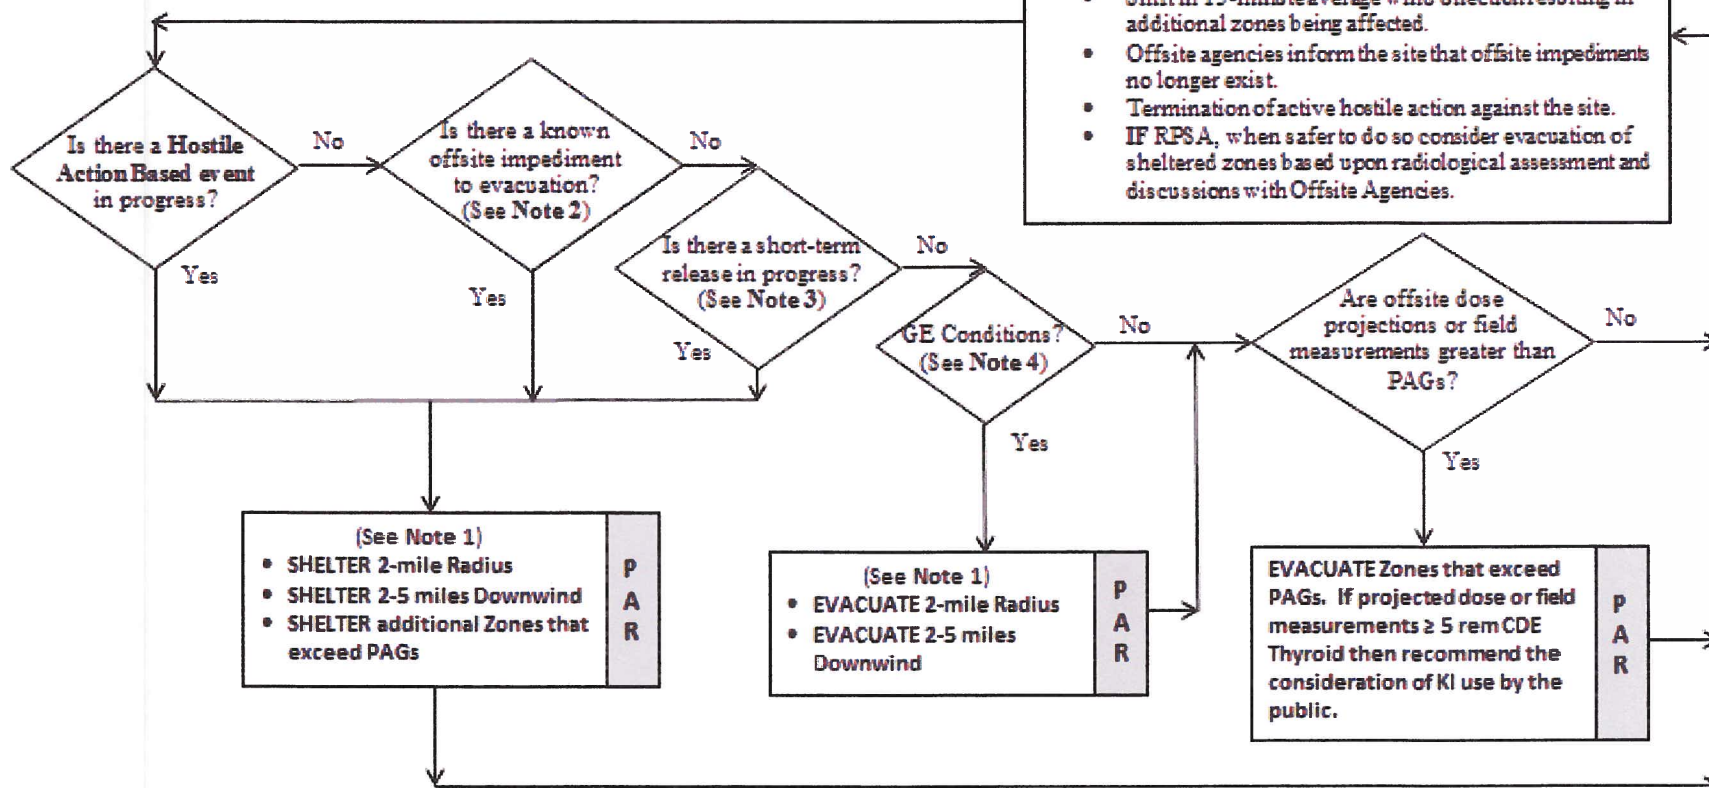 additional zones being affected.
• Offsite agencies inform the site that offsite impediments
no longer exist.
• Termination of active hostile action against the site.
• IF RPSA, when safer to do so consider evacuation of
sheltered zones based upon radiological assessment and
discussions with Offsite Agencies.
Is there a Hostile
Action Based event
in progress?
No
Yes
Is there a known
offsite impediment
to evacuation?
(See Note 2)
No
Yes
Is there a short-term
release in progress?
(See Note 3)
No
Yes
GE Conditions?
(See Note 4)
No
Yes
Are offsite dose
projections or field
measurements greater than
PAGs?
No
Yes
(See Note 1)
• SHELTER 2-mile Radius
• SHELTER 2-5 miles Downwind
• SHELTER additional Zones that
exceed PAGs
P
A
R
(See Note 1)
• EVACUATE 2-mile Radius
• EVACUATE 2-5 miles
Downwind
P
A
R
EVACUATE Zones that exceed
PAGs. If projected dose or field
measurements ≥ 5 rem CDE
Thyroid then recommend the
consideration of KI use by the
public.
P
A
R